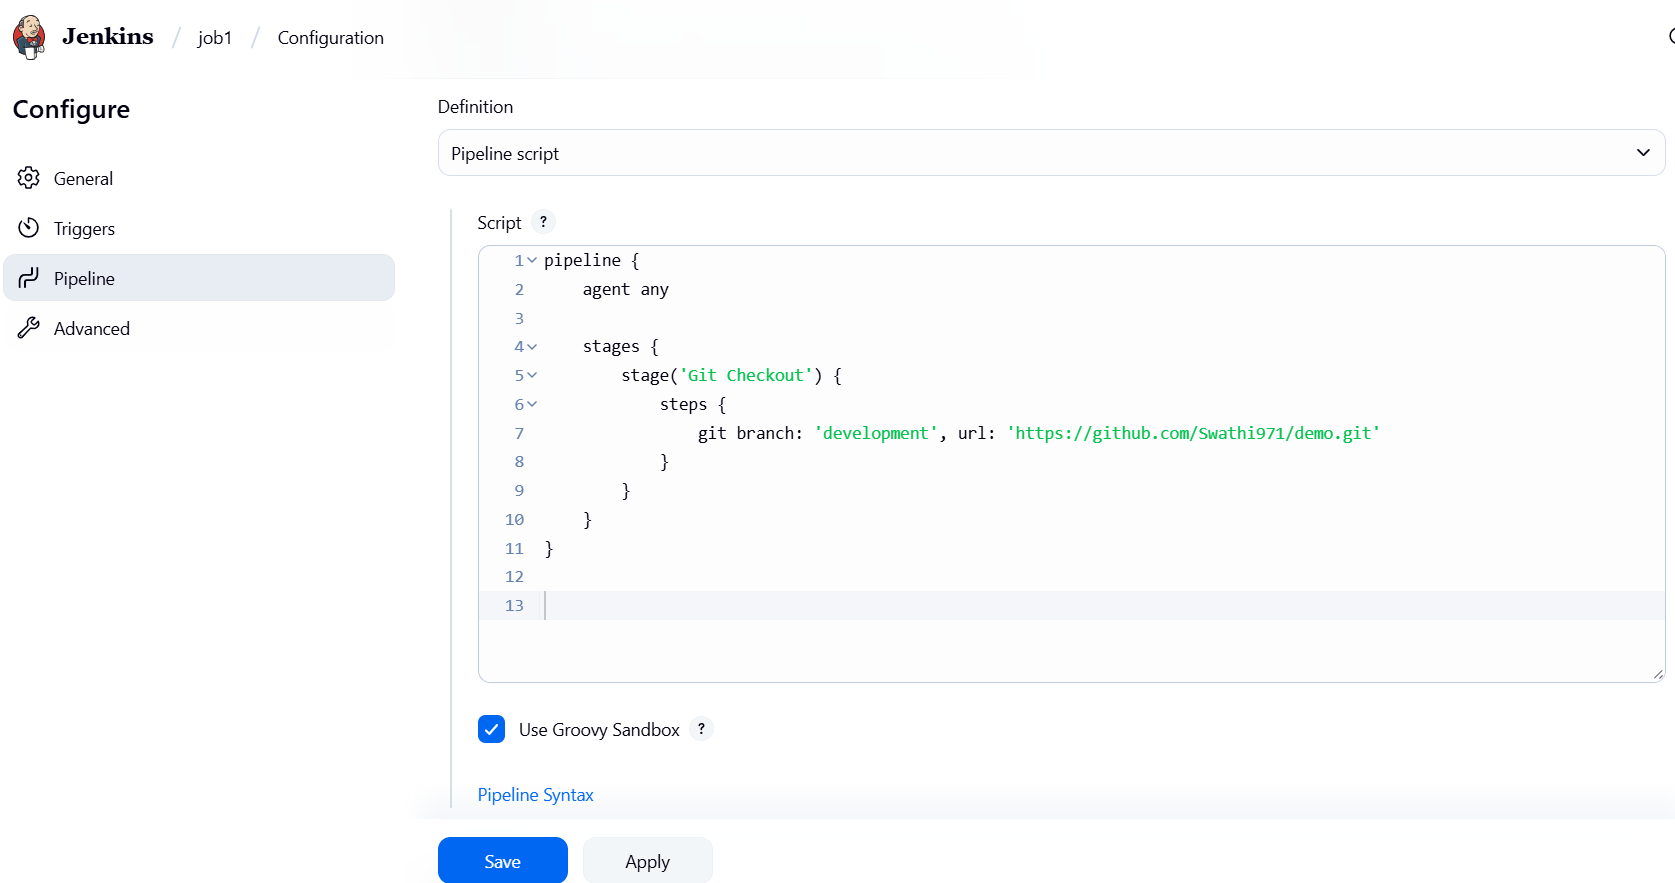 Jenkins / job1 / Configuration
Configure
General
Triggers
Pipeline
Advanced
Definition
Pipeline script
Script ?
1 pipeline {
2     agent any
3
4     stages {
5         stage('Git Checkout') {
6             steps {
7                 git branch: 'development', url: 'https://github.com/Swathi971/demo.git'
8             }
9         }
10     }
11 }
12
13
Use Groovy Sandbox ?
Pipeline Syntax
Save Apply